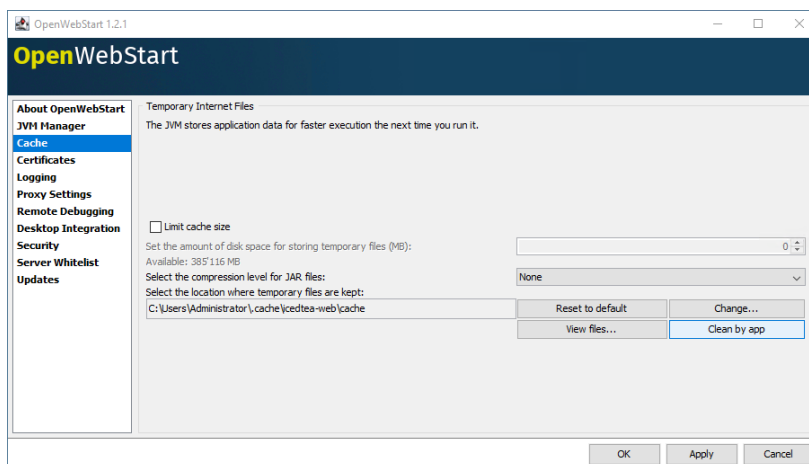 OpenWebStart 1.2.1
OpenWebStart
About OpenWebStart
JVM Manager
Cache
Certificates
Logging
Proxy Settings
Remote Debugging
Desktop Integration
Security
Server Whitelist
Updates
Temporary Internet Files
The JVM stores application data for faster execution the next time you run it.
Limit cache size
Set the amount of disk space for storing temporary files (MB):
0
Available: 385'116 MB
Select the compression level for JAR files:
None
Select the location where temporary files are kept:
C:\Users\Administrator\.cache\icedtea-web\cache
Reset to default
Change...
View files...
Clean by app
OK
Apply
Cancel